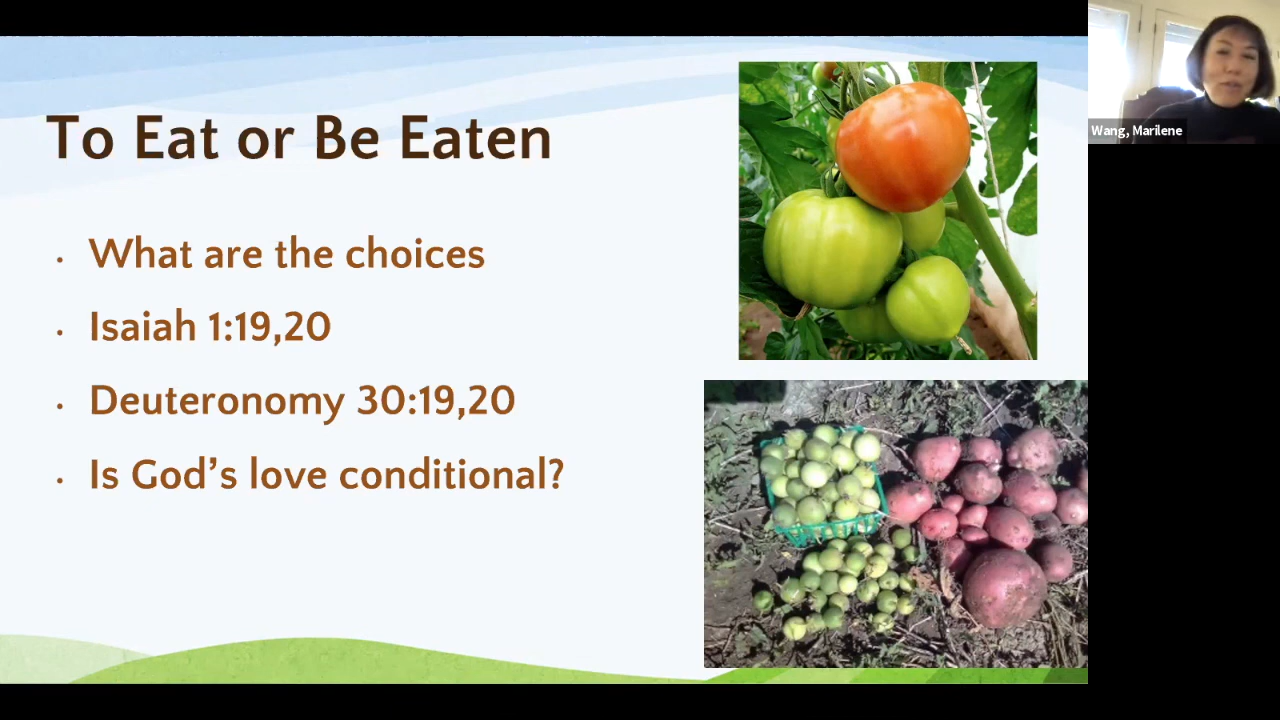 To Eat or Be Eaten
• What are the choices
• Isaiah 1:19,20
• Deuteronomy 30:19,20
• Is God’s love conditional?
Wang, Marilene